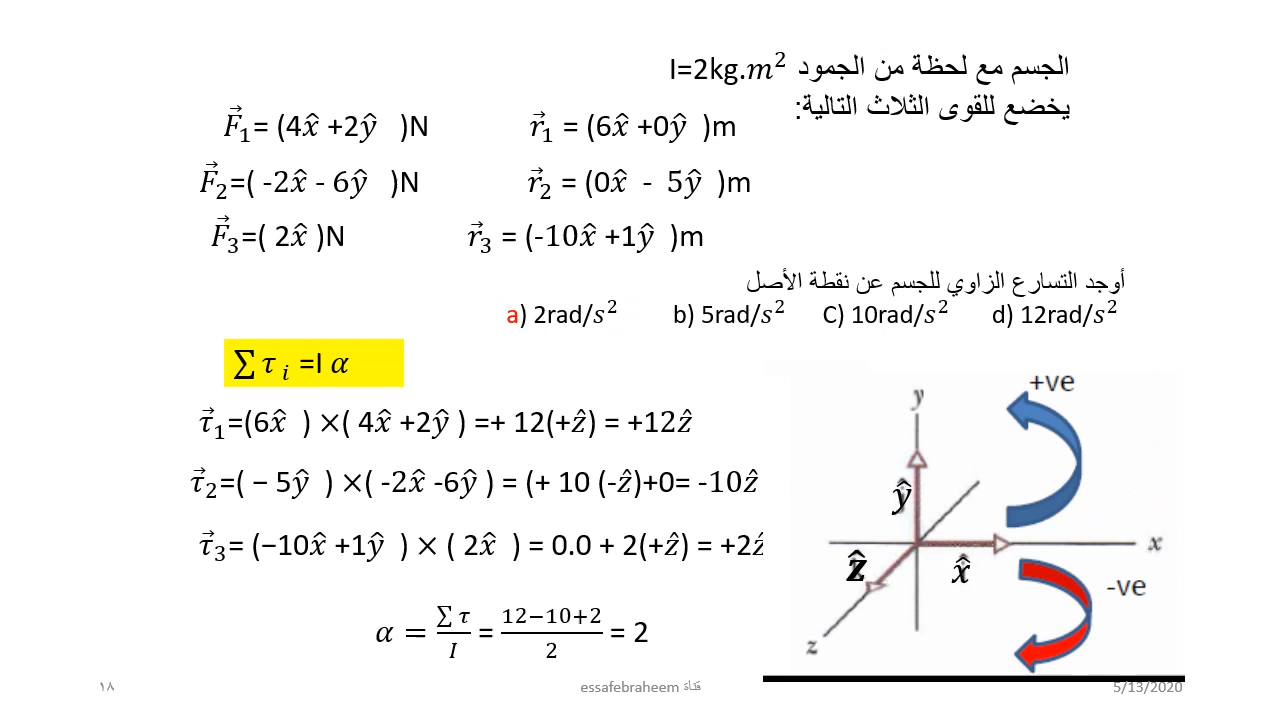 الجسم مع لحظة من الجمود I=2kg.𝑚²
يخضع للقوى الثلاث التالية:
F⃗₁= (4x̂ +2ŷ )N r⃗₁ = (6x̂ +0ŷ )m
F⃗₂=( -2x̂ - 6ŷ )N r⃗₂ = (0x̂ - 5ŷ )m
F⃗₃=( 2x̂ )N r⃗₃ = (-10x̂ +1ŷ )m
أوجد التسارع الزاوي للجسم عن نقطة الأصل
a) 2rad/s² b) 5rad/s² C) 10rad/s² d) 12rad/s²
∑ τ ᵢ =I α
τ⃗₁=(6x̂ ) ×( 4x̂ +2ŷ ) =+ 12(+ẑ) = +12ẑ
τ⃗₂=( − 5ŷ ) ×( -2x̂ -6ŷ ) = (+ 10 (-ẑ)+0= -10ẑ
τ⃗₃= (−10x̂ +1ŷ ) × ( 2x̂ ) = 0.0 + 2(+ẑ) = +2ẑ
α = ∑ τ / I = 12−10+2 / 2 = 2
+ve
y
ŷ
x
ẑ
x̂
-ve
z
١٨
essafebraheem قناة
5/13/2020